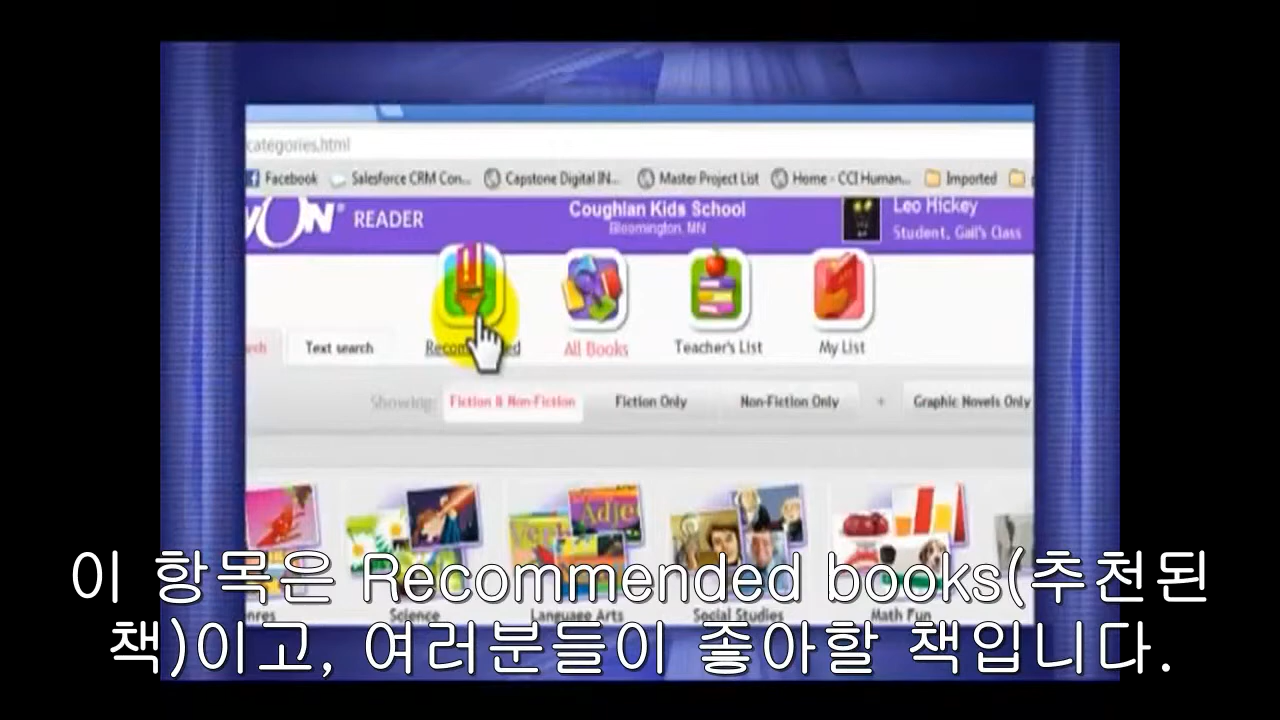 categories.html
Facebook Salesforce CRM Con... Capstone Digital IN... Master Project List Home - CCI Human... Imported
yON® READER
Coughlan Kids School
Bloomington, MN
Leo Hickey
Student, Gail's Class
Text search Recommended All Books Teacher's List My List
Showing: Fiction & Non-Fiction Fiction Only Non-Fiction Only + Graphic Novels Only
Science Language Arts Social Studies Math Fun
이 항목은 Recommended books(추천된
책)이고, 여러분들이 좋아할 책입니다.